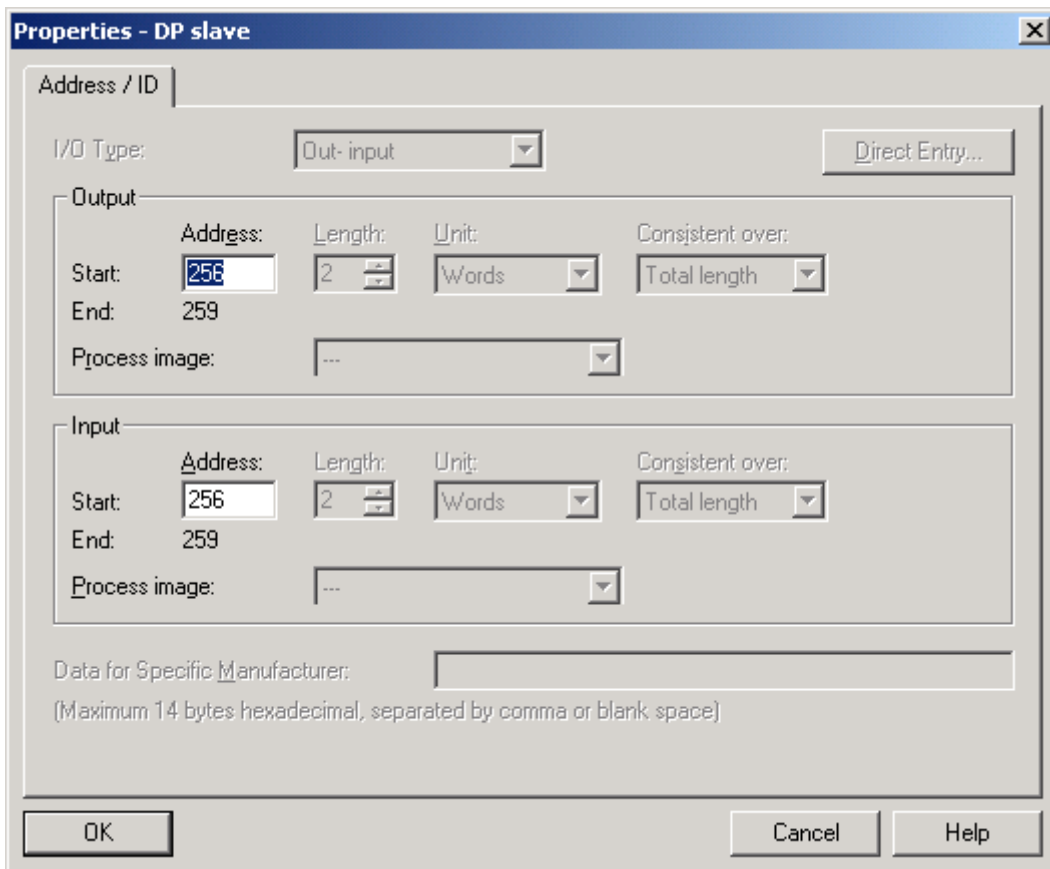 Properties - DP slave
Address / ID
I/O Type: Out- input Direct Entry...
Output
Address: Length: Unit: Consistent over:
Start: 256 2 Words Total length
End: 259
Process image: ---
Input
Address: Length: Unit: Consistent over:
Start: 256 2 Words Total length
End: 259
Process image: ---
Data for Specific Manufacturer:
(Maximum 14 bytes hexadecimal, separated by comma or blank space)
OK Cancel Help